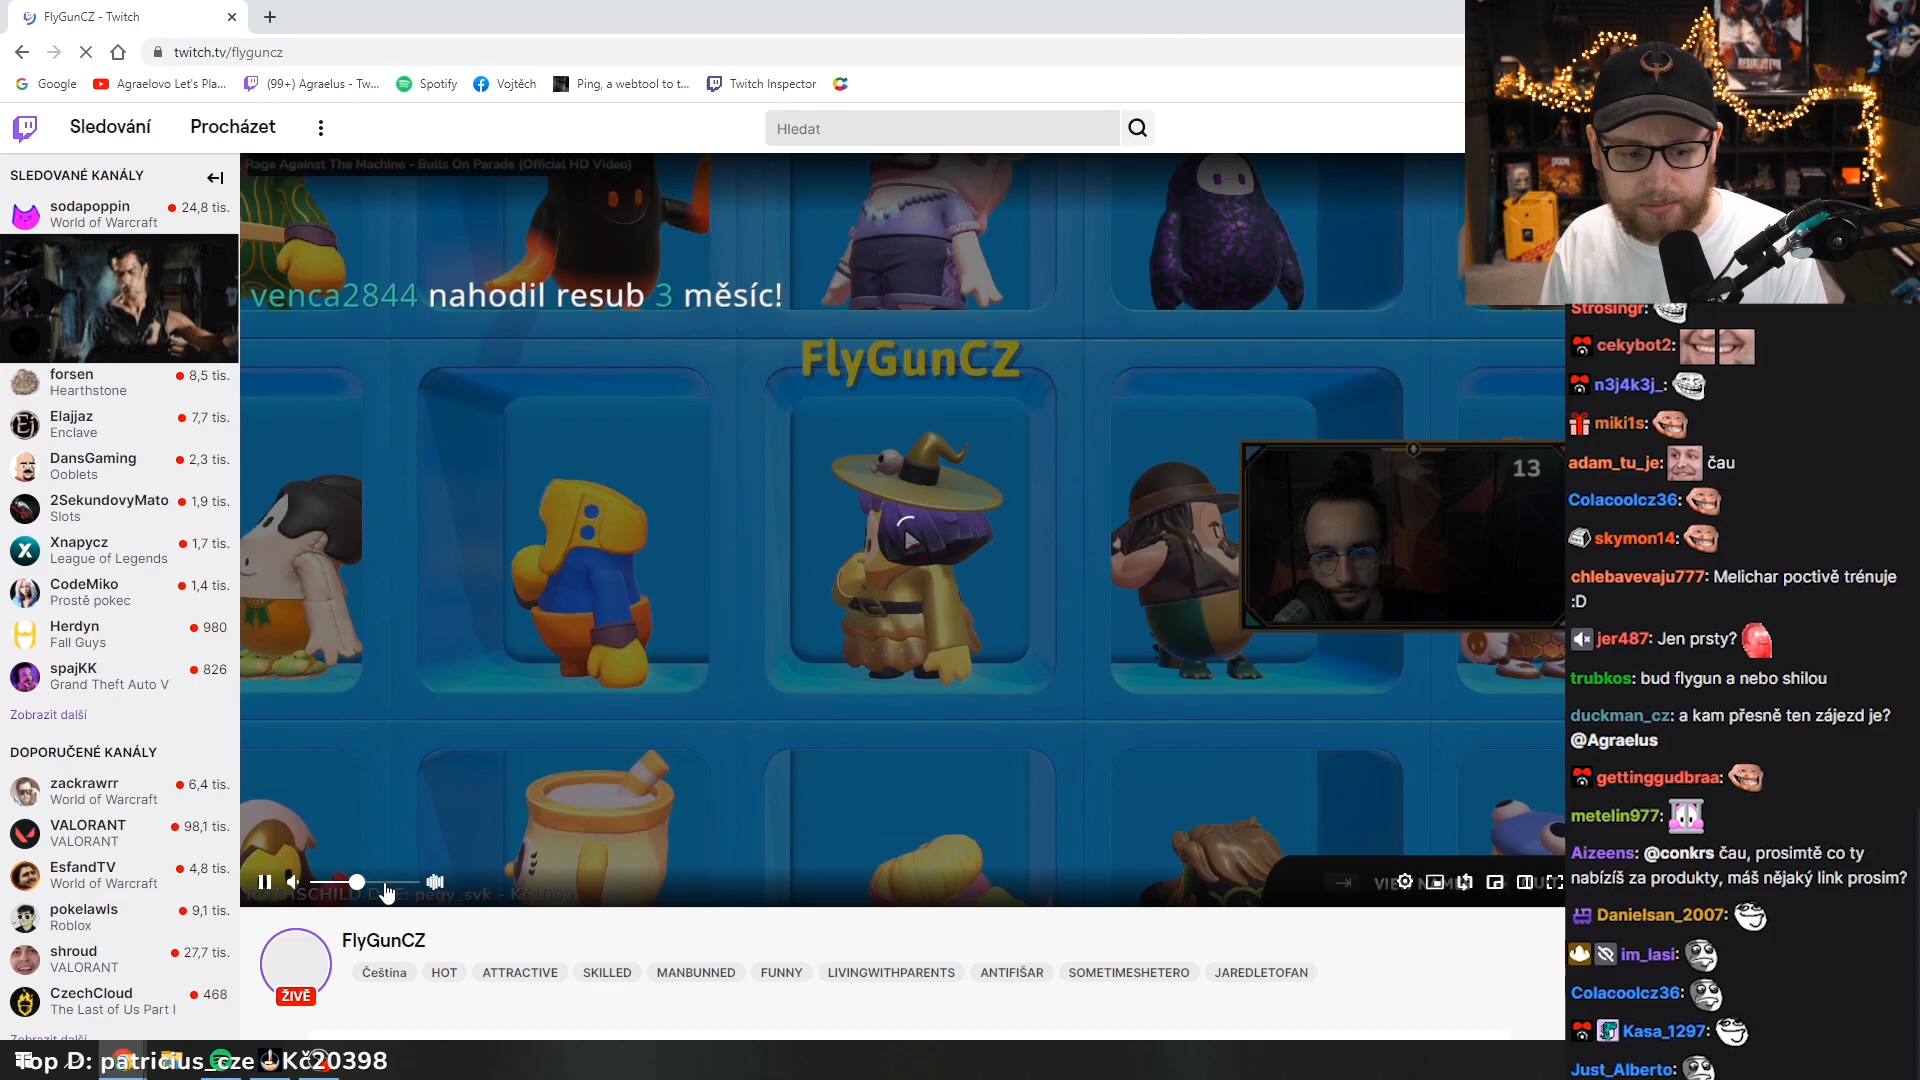 FlyGunCZ - Twitch
twitch.tv/flyguncz
Google
Agraelovo Let's Pla...
(99+) Agraelus - Tw...
Spotify
Vojtěch
Ping, a webtool to t...
Twitch Inspector
Sledování
Procházet
Hledat
SLEDOVANÉ KANÁLY
sodapoppin
24,8 tis.
World of Warcraft
forsen
8,5 tis.
Hearthstone
Elajjaz
7,7 tis.
Enclave
DansGaming
2,3 tis.
Ooblets
2SekundovyMato
1,9 tis.
Slots
Xnapycz
1,7 tis.
League of Legends
CodeMiko
1,4 tis.
Prostě pokec
Herdyn
980
Fall Guys
spajKK
826
Grand Theft Auto V
Zobrazit další
DOPORUČENÉ KANÁLY
zackrawrr
6,4 tis.
World of Warcraft
VALORANT
98,1 tis.
VALORANT
EsfandTV
4,8 tis.
World of Warcraft
pokelawls
9,1 tis.
Roblox
shroud
27,7 tis.
VALORANT
CzechCloud
468
The Last of Us Part I
Rage Against The Machine - Bulls On Parade (Official HD Video)
venca2844 nahodil resub 3 měsíc!
FlyGunCZ
13
pegy_svk - Kč1090
FlyGunCZ
ŽIVĚ
Čeština
HOT
ATTRACTIVE
SKILLED
MANBUNNED
FUNNY
LIVINGWITHPARENTS
ANTIFIŠAR
SOMETIMESHETERO
JAREDLETOFAN
Top D: patricius_cze
Kč20398
Strosingr:
cekybot2:
n3j4k3j_:
miki1s:
adam_tu_je: čau
Colacoolcz36:
skymon14:
chlebavevaju777: Melichar poctivě trénuje
:D
jer487: Jen prsty?
trubkos: bud flygun a nebo shilou
duckman_cz: a kam přesně ten zájezd je?
@Agraelus
gettinggudbraa:
metelin977:
Aizeens: @conkrs čau, prosimtě co ty
nabízíš za produkty, máš nějaký link prosim?
Danielsan_2007:
im_lasi:
Colacoolcz36:
Kasa_1297:
Just_Alberto: